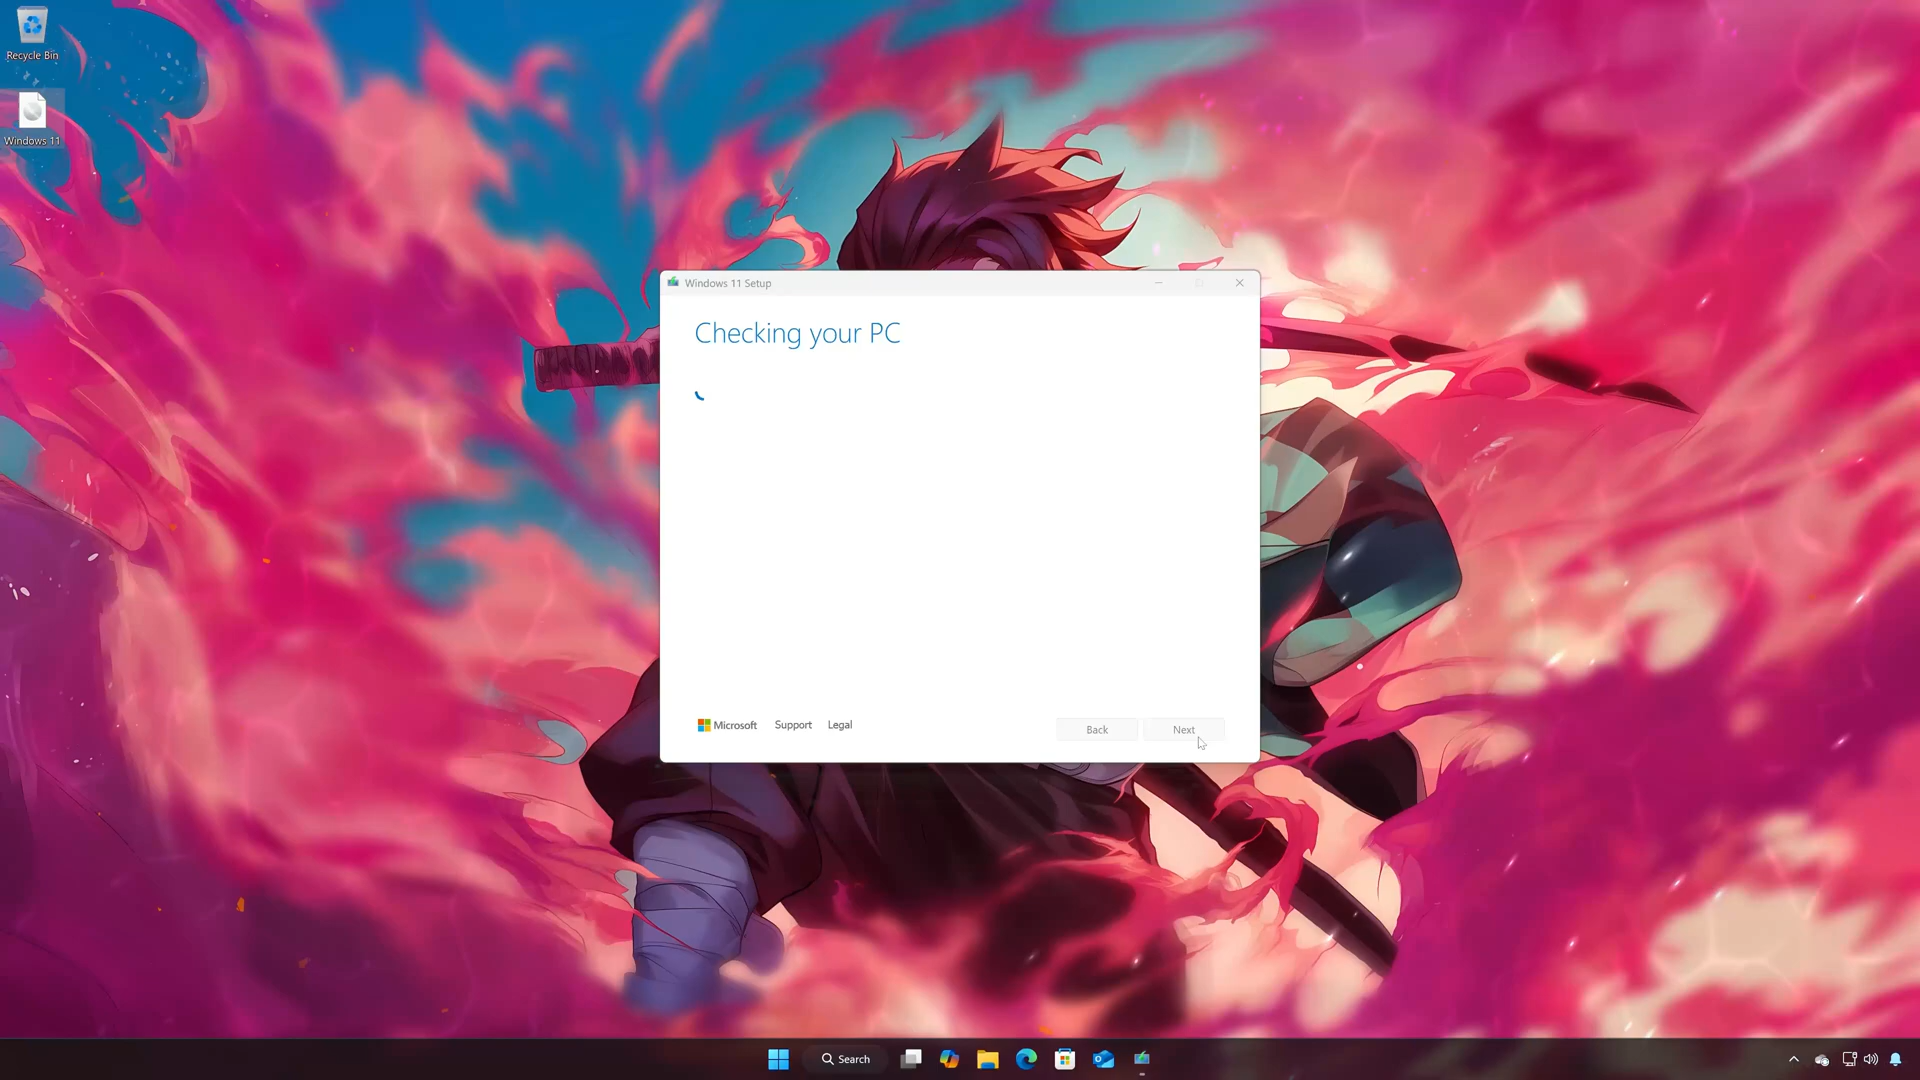 Recycle Bin
Windows 11
Windows 11 Setup
Checking your PC
Microsoft
Support
Legal
Back
Next
Search